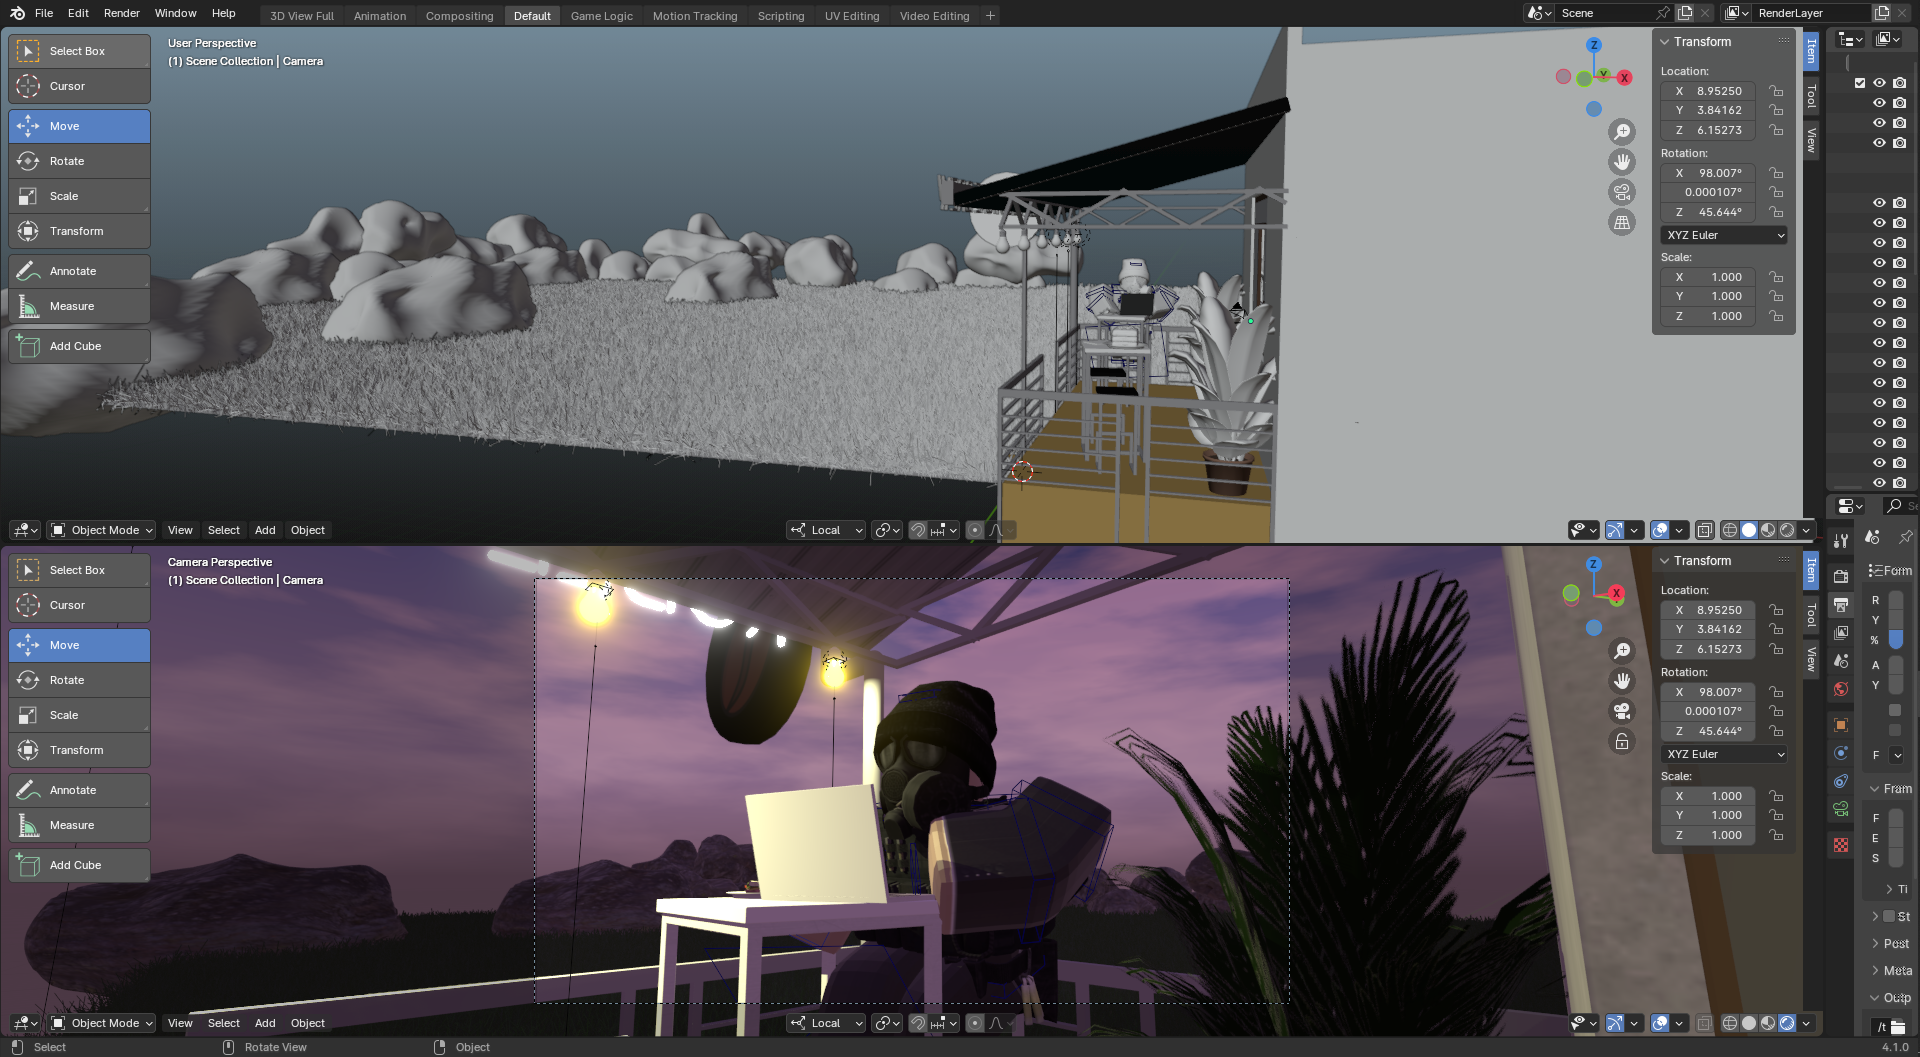 File Edit Render Window Help 3D View Full Animation Compositing Default Game Logic Motion Tracking Scripting UV Editing Video Editing + Scene RenderLayer
Select Box
Cursor
Move
Rotate
Scale
Transform
Annotate
Measure
Add Cube
User Perspective
(1) Scene Collection | Camera
Z
Y
X
Transform
Location:
X 8.95250
Y 3.84162
Z 6.15273
Rotation:
X 98.007°
0.000107°
Z 45.644°
XYZ Euler
Scale:
X 1.000
Y 1.000
Z 1.000
Item
Tool
View
Object Mode View Select Add Object Local
Select Box
Cursor
Move
Rotate
Scale
Transform
Annotate
Measure
Add Cube
Camera Perspective
(1) Scene Collection | Camera
Z
X
Transform
Location:
X 8.95250
Y 3.84162
Z 6.15273
Rotation:
X 98.007°
0.000107°
Z 45.644°
XYZ Euler
Scale:
X 1.000
Y 1.000
Z 1.000
Item
Tool
View
Form
R
Y
%
A
Y
F
Fram
F
E
S
Ti
St
Post
Meta
Outp
/t
Object Mode View Select Add Object Local
Select Rotate View Object 4.1.0